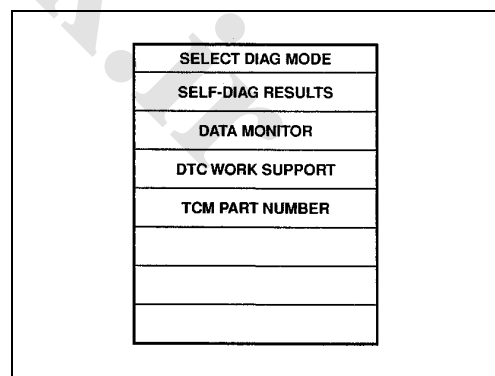 SELECT DIAG MODE
SELF-DIAG RESULTS
DATA MONITOR
DTC WORK SUPPORT
TCM PART NUMBER